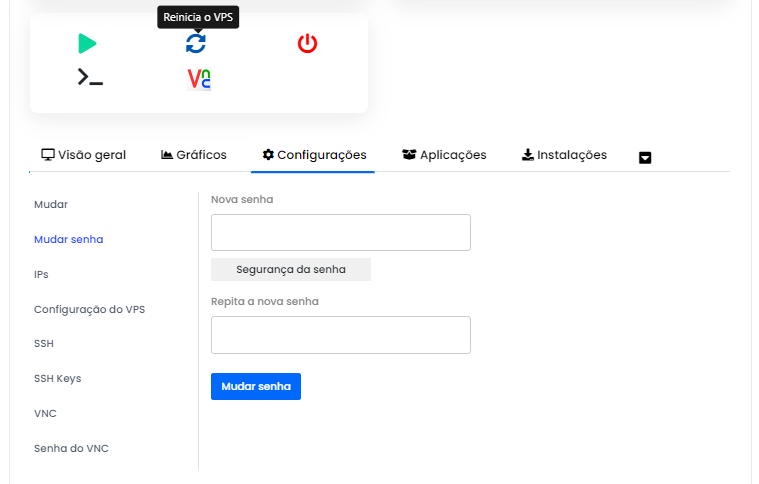 Reinicia o VPS
VNC
Visão geral
Gráficos
Configurações
Aplicações
Instalações
Mudar
Mudar senha
IPs
Configuração do VPS
SSH
SSH Keys
VNC
Senha do VNC
Nova senha
Segurança da senha
Repita a nova senha
Mudar senha